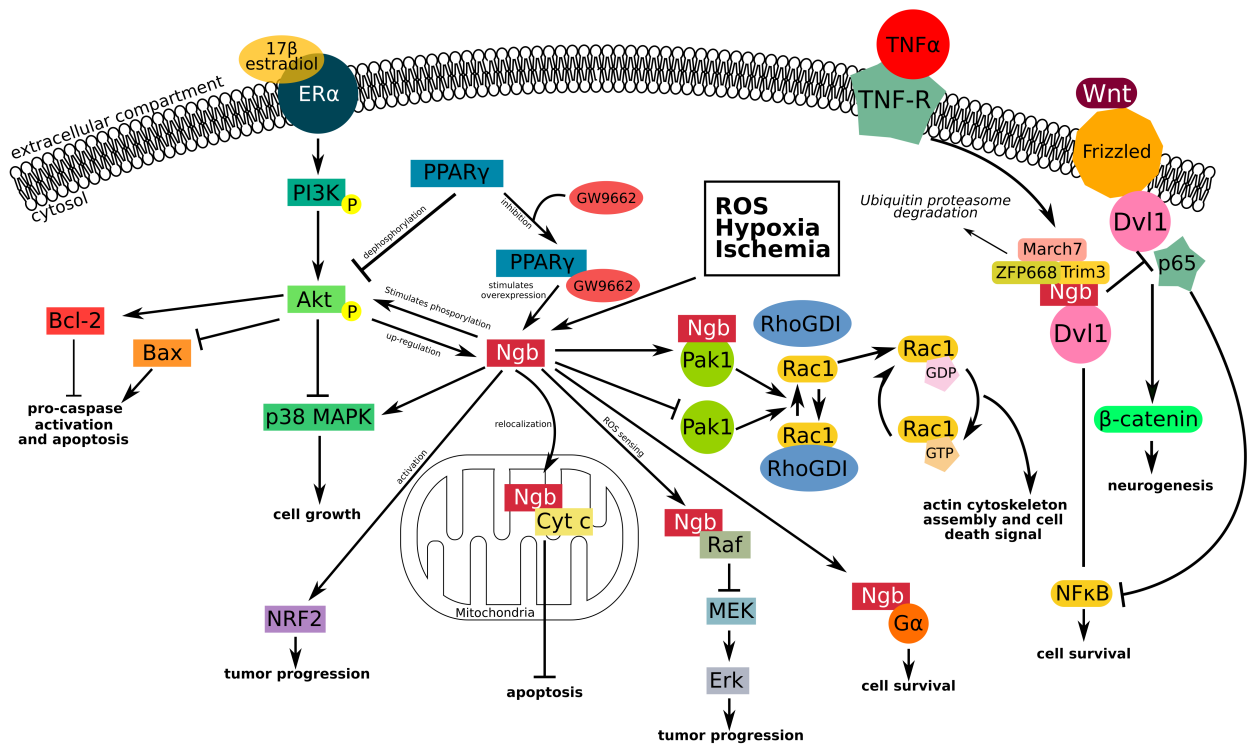 17β
estradiol
ERα
TNFα
TNF-R
Wnt
Frizzled
Dvl1
extracellular compartment
cytosol
PI3K
P
PPARγ
GW9662
inhibition
dephosphorylation
PPARγ
GW9662
stimulates
overexpression
ROS
Hypoxia
Ischemia
Ubiquitin proteasome
degradation
March7
ZFP668
Trim3
Ngb
Dvl1
p65
Akt
P
Stimulates phosporylation
up-regulation
Bcl-2
Bax
pro-caspase
activation
and apoptosis
p38 MAPK
cell growth
Ngb
Ngb
Pak1
Pak1
RhoGDI
Rac1
Rac1
RhoGDI
Rac1
GDP
Rac1
GTP
actin cytoskeleton
assembly and cell
death signal
β-catenin
neurogenesis
activation
relocalization
ROS sensing
Ngb
Cyt c
Mitochondria
apoptosis
NRF2
tumor progression
Ngb
Raf
MEK
Erk
tumor progression
Ngb
Gα
cell survival
NFκB
cell survival